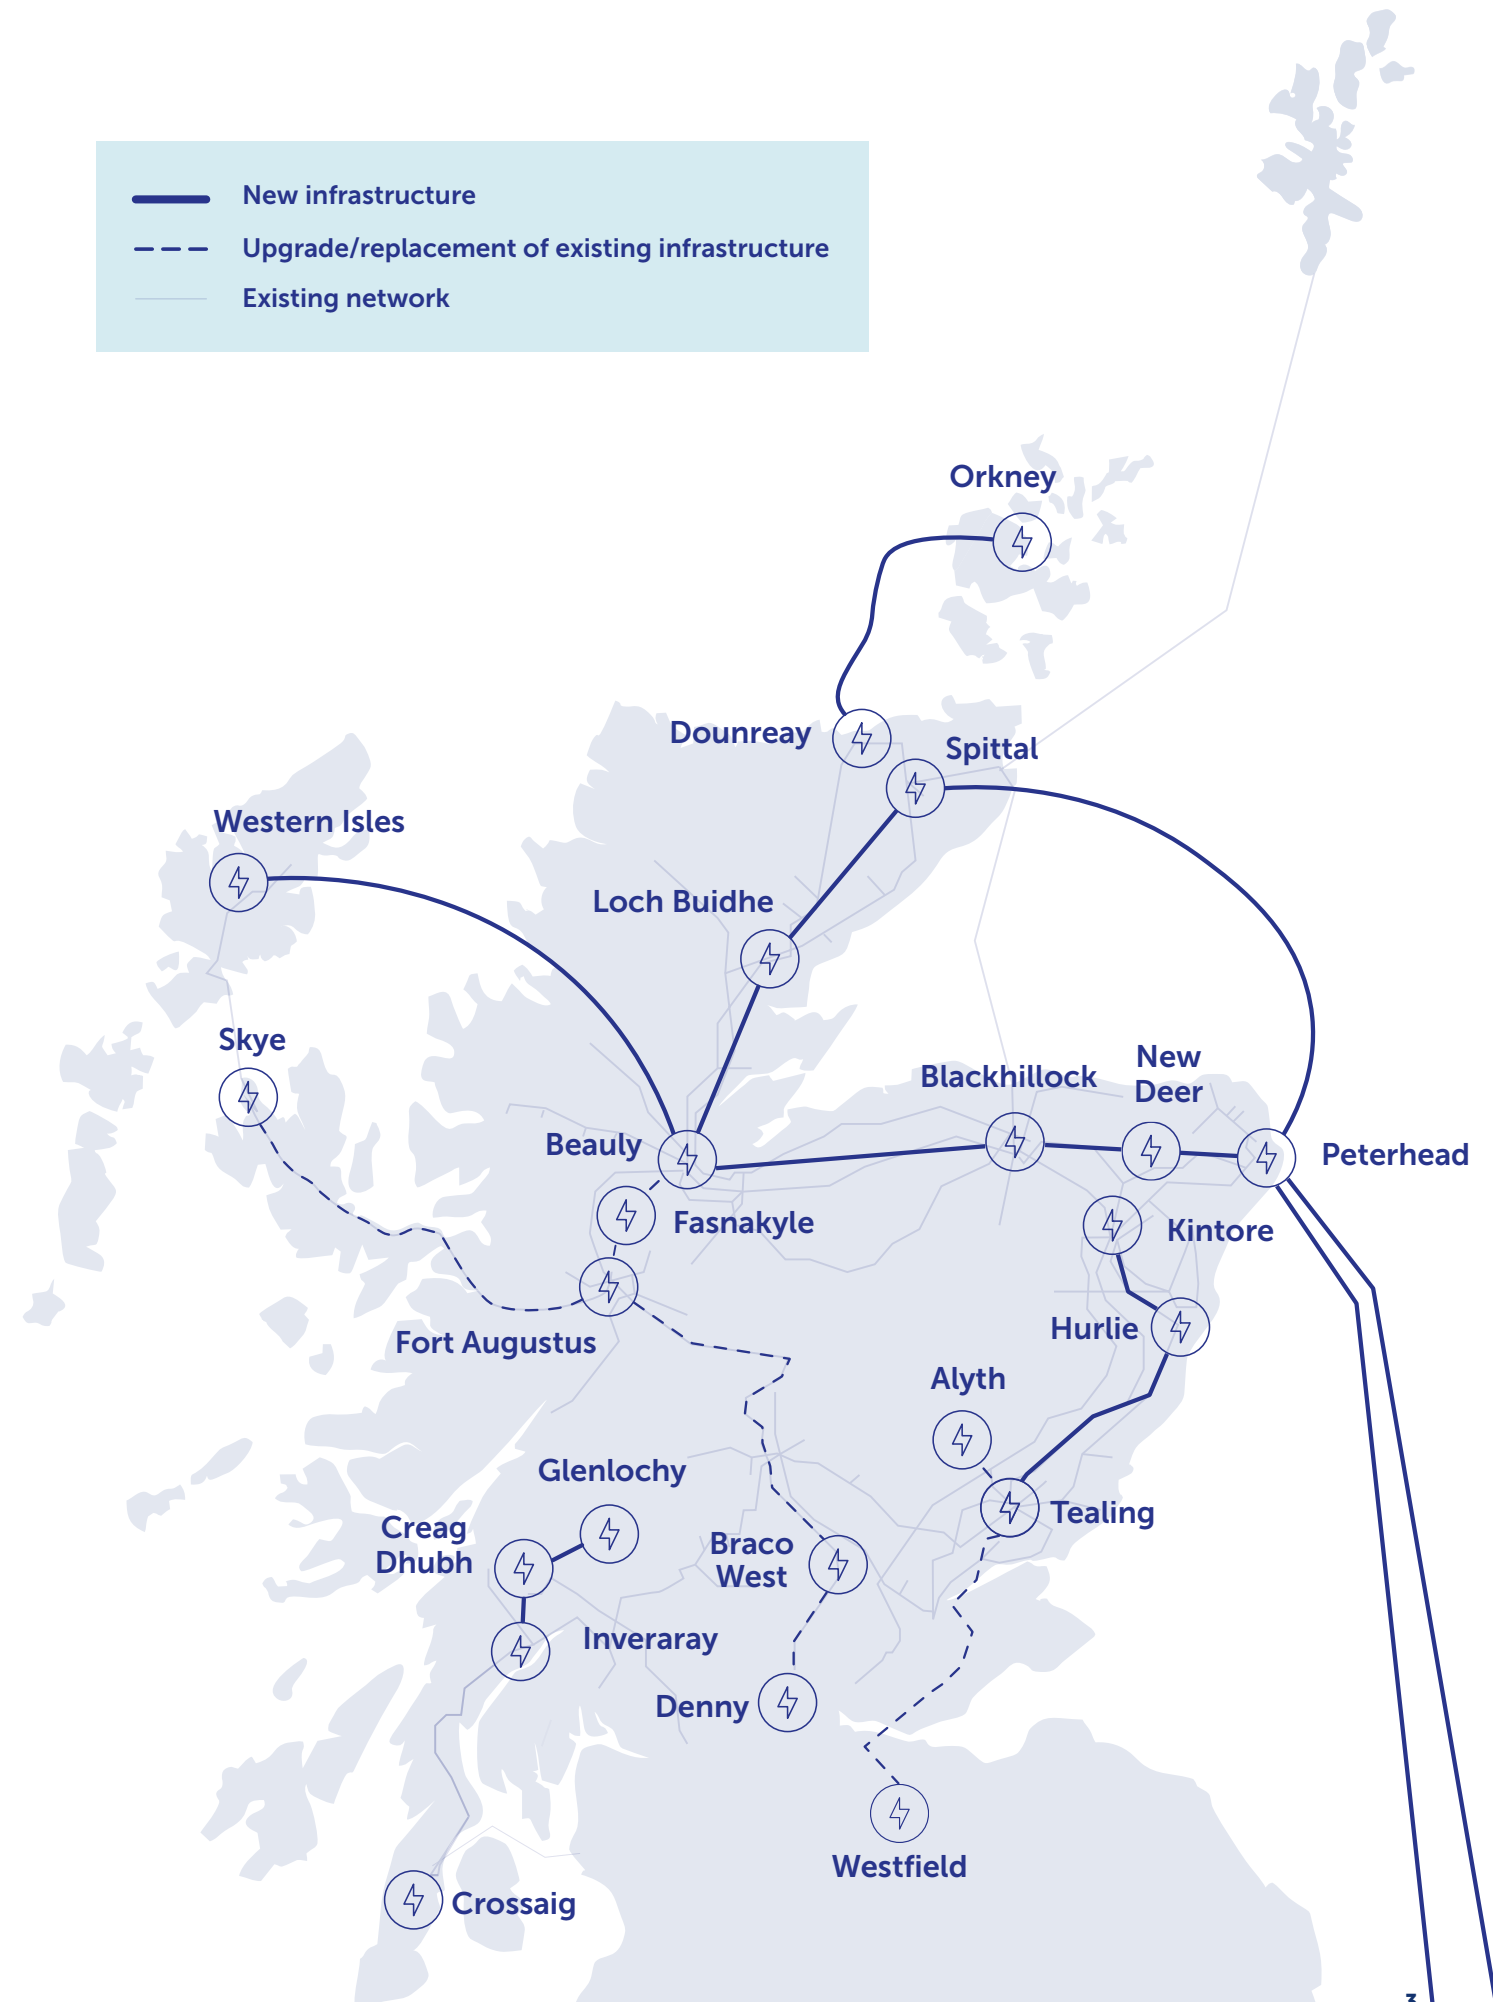 New infrastructure
Upgrade/replacement of existing infrastructure
Existing network
Orkney
Dounreay
Spittal
Western Isles
Loch Buidhe
Skye
New
Deer
Blackhillock
Beauly
Peterhead
Fasnakyle
Kintore
Hurlie
Fort Augustus
Alyth
Glenlochy
Tealing
Creag
Dhubh
Braco
West
Inveraray
Denny
Westfield
Crossaig
3